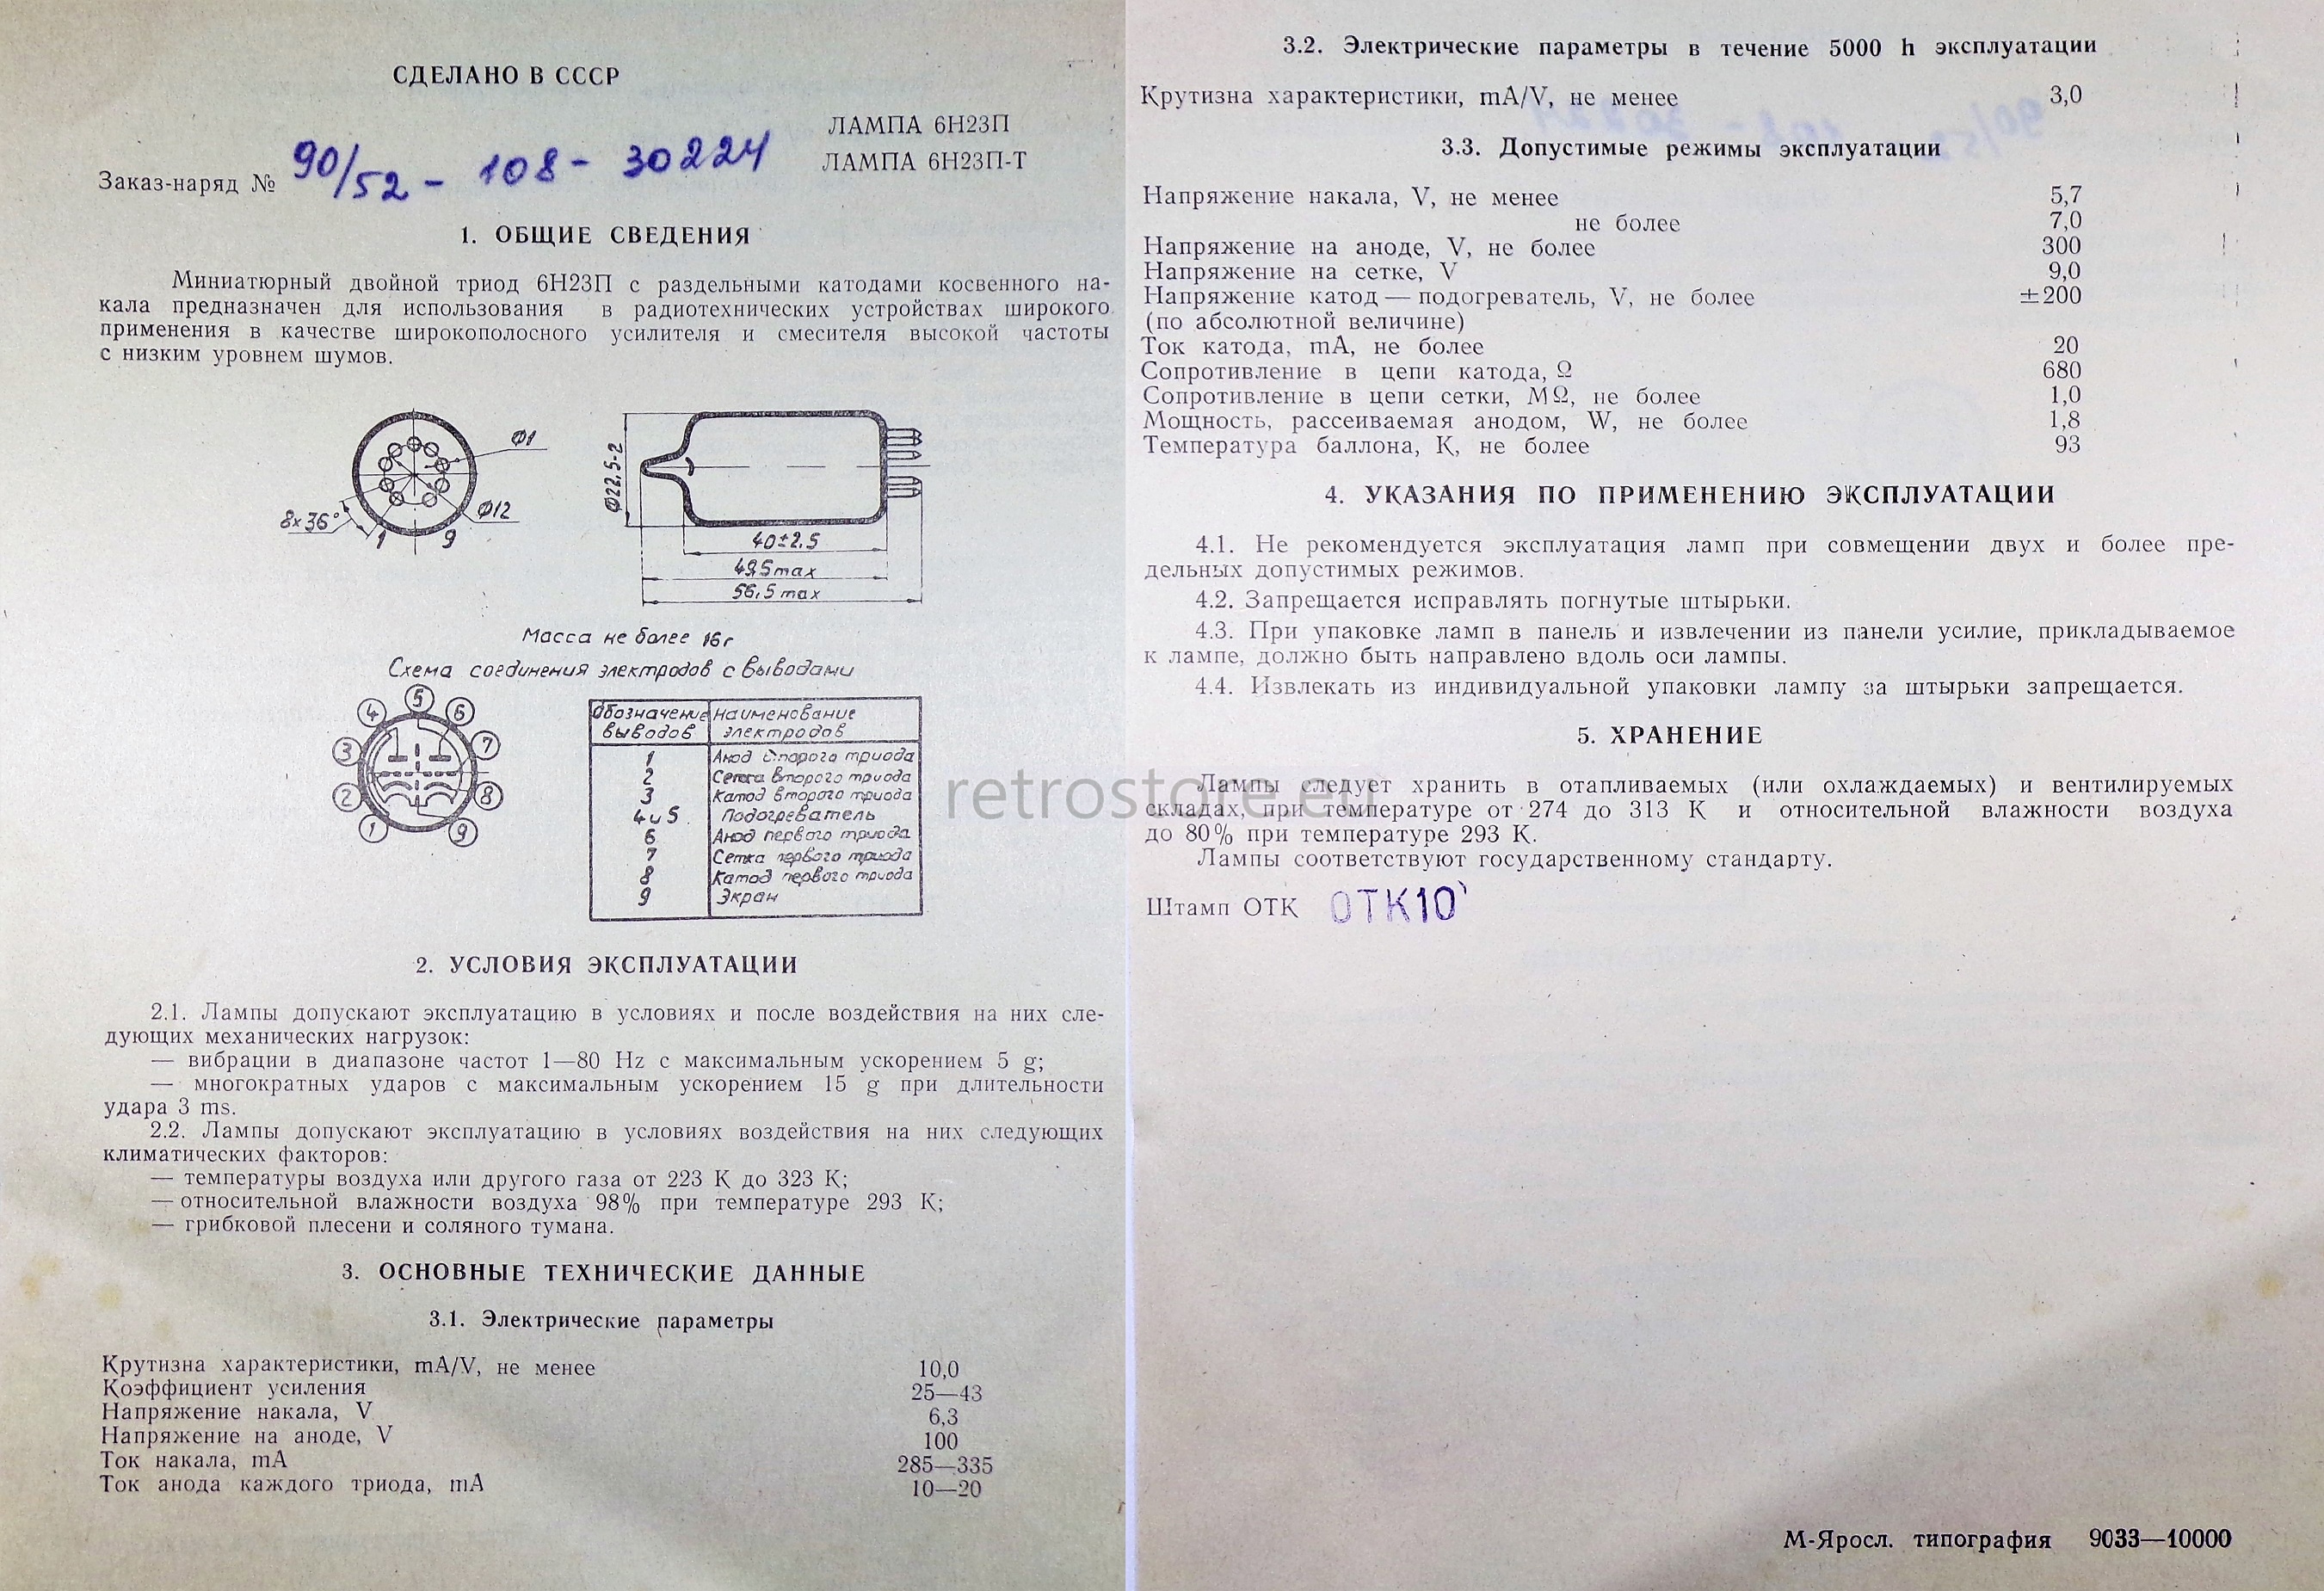 СДЕЛАНО В СССР
ЛАМПА 6Н23П
ЛАМПА 6Н23П-Т
Заказ-наряд № 90/52 - 108 - 30224
1. ОБЩИЕ СВЕДЕНИЯ
Миниатюрный двойной триод 6Н23П с раздельными катодами косвенного на-
кала предназначен для использования в радиотехнических устройствах широкого
применения в качестве широкополосного усилителя и смесителя высокой частоты
с низким уровнем шумов.
Ф1
Ф12
8×36°
1 9
Ф22,5-2
40±2,5
49,5 max
56,5 max
Масса не более 16г
Схема соединения электродов с выводами
1 2 3 4 5 6 7 8 9
Обозначение выводов Наименование электродов
1 Анод второго триода
2 Сетка второго триода
3 Катод второго триода
4 и 5 Подогреватель
6 Анод первого триода
7 Сетка первого триода
8 Катод первого триода
9 Экран
2. УСЛОВИЯ ЭКСПЛУАТАЦИИ
2.1. Лампы допускают эксплуатацию в условиях и после воздействия на них сле-
дующих механических нагрузок:
— вибрации в диапазоне частот 1—80 Hz с максимальным ускорением 5 g;
— многократных ударов с максимальным ускорением 15 g при длительности
удара 3 ms.
2.2. Лампы допускают эксплуатацию в условиях воздействия на них следующих
климатических факторов:
— температуры воздуха или другого газа от 223 К до 323 К;
— относительной влажности воздуха 98% при температуре 293 К;
— грибковой плесени и соляного тумана.
3. ОСНОВНЫЕ ТЕХНИЧЕСКИЕ ДАННЫЕ
3.1. Электрические параметры
Крутизна характеристики, mA/V, не менее 10,0
Коэффициент усиления 25—43
Напряжение накала, V 6,3
Напряжение на аноде, V 100
Ток накала, mA 285—335
Ток анода каждого триода, mA 10—20
3.2. Электрические параметры в течение 5000 h эксплуатации
Крутизна характеристики, mA/V, не менее 3,0
3.3. Допустимые режимы эксплуатации
Напряжение накала, V, не менее 5,7
не более 7,0
Напряжение на аноде, V, не более 300
Напряжение на сетке, V 9,0
Напряжение катод — подогреватель, V, не более ±200
(по абсолютной величине)
Ток катода, mA, не более 20
Сопротивление в цепи катода, Ω 680
Сопротивление в цепи сетки, МΩ, не более 1,0
Мощность, рассеиваемая анодом, W, не более 1,8
Температура баллона, К, не более 93
4. УКАЗАНИЯ ПО ПРИМЕНЕНИЮ ЭКСПЛУАТАЦИИ
4.1. Не рекомендуется эксплуатация ламп при совмещении двух и более пре-
дельных допустимых режимов.
4.2. Запрещается исправлять погнутые штырьки.
4.3. При упаковке ламп в панель и извлечении из панели усилие, прикладываемое
к лампе, должно быть направлено вдоль оси лампы.
4.4. Извлекать из индивидуальной упаковки лампу за штырьки запрещается.
5. ХРАНЕНИЕ
Лампы следует хранить в отапливаемых (или охлаждаемых) и вентилируемых
складах, при температуре от 274 до 313 К и относительной влажности воздуха
до 80% при температуре 293 К.
Лампы соответствуют государственному стандарту.
Штамп ОТК ОТК10
М-Яросл. типография 9033—10000
retrostore.eu